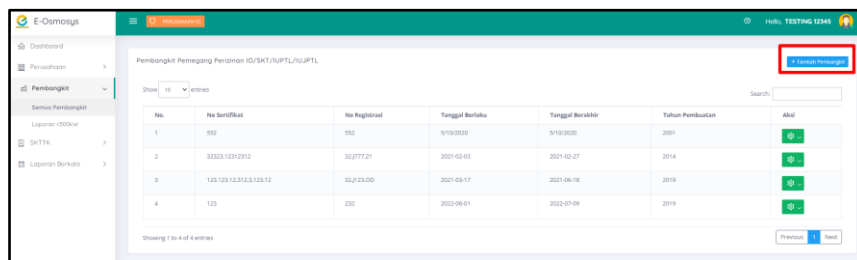 E-Osmosys
PERUSAHAAN IO
Hello, TESTING 12345
Dashboard
Perusahaan
Pembangkit
Semua Pembangkit
Laporan <500kW
SKTTK
Laporan Berkala
Pembangkit Pemegang Perizinan IO/SKT/IUPTL/IUJPTL
+ Tambah Pembangkit
Show 10 entries
Search:
No. No Sertifikat No Registrasi Tanggal Berlaku Tanggal Berakhir Tahun Pembuatan Aksi
1 552 552 5/10/2020 5/10/2020 2001
2 32323.12312312 32.J777.21 2021-02-03 2021-02-27 2014
3 123.123.12.312.3.123.12 32.J123.OD 2021-03-17 2021-06-18 2019
4 123 232 2022-06-01 2022-07-09 2019
Showing 1 to 4 of 4 entries
Previous 1 Next